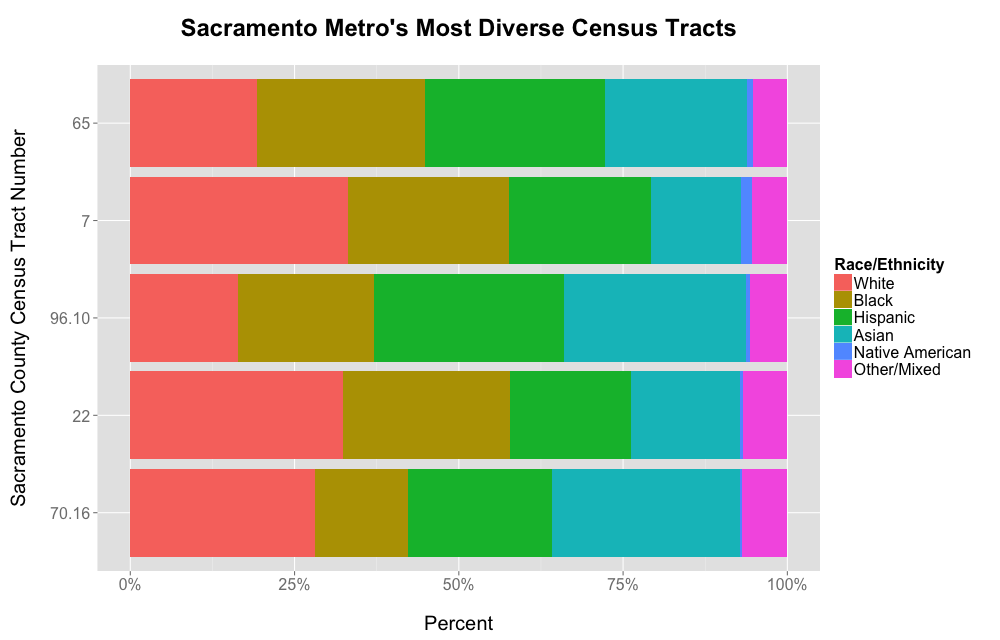 Sacramento Metro's Most Diverse Census Tracts
Sacramento County Census Tract Number
65
7
96.10
22
70.16
0%
25%
50%
75%
100%
Percent
Race/Ethnicity
White
Black
Hispanic
Asian
Native American
Other/Mixed